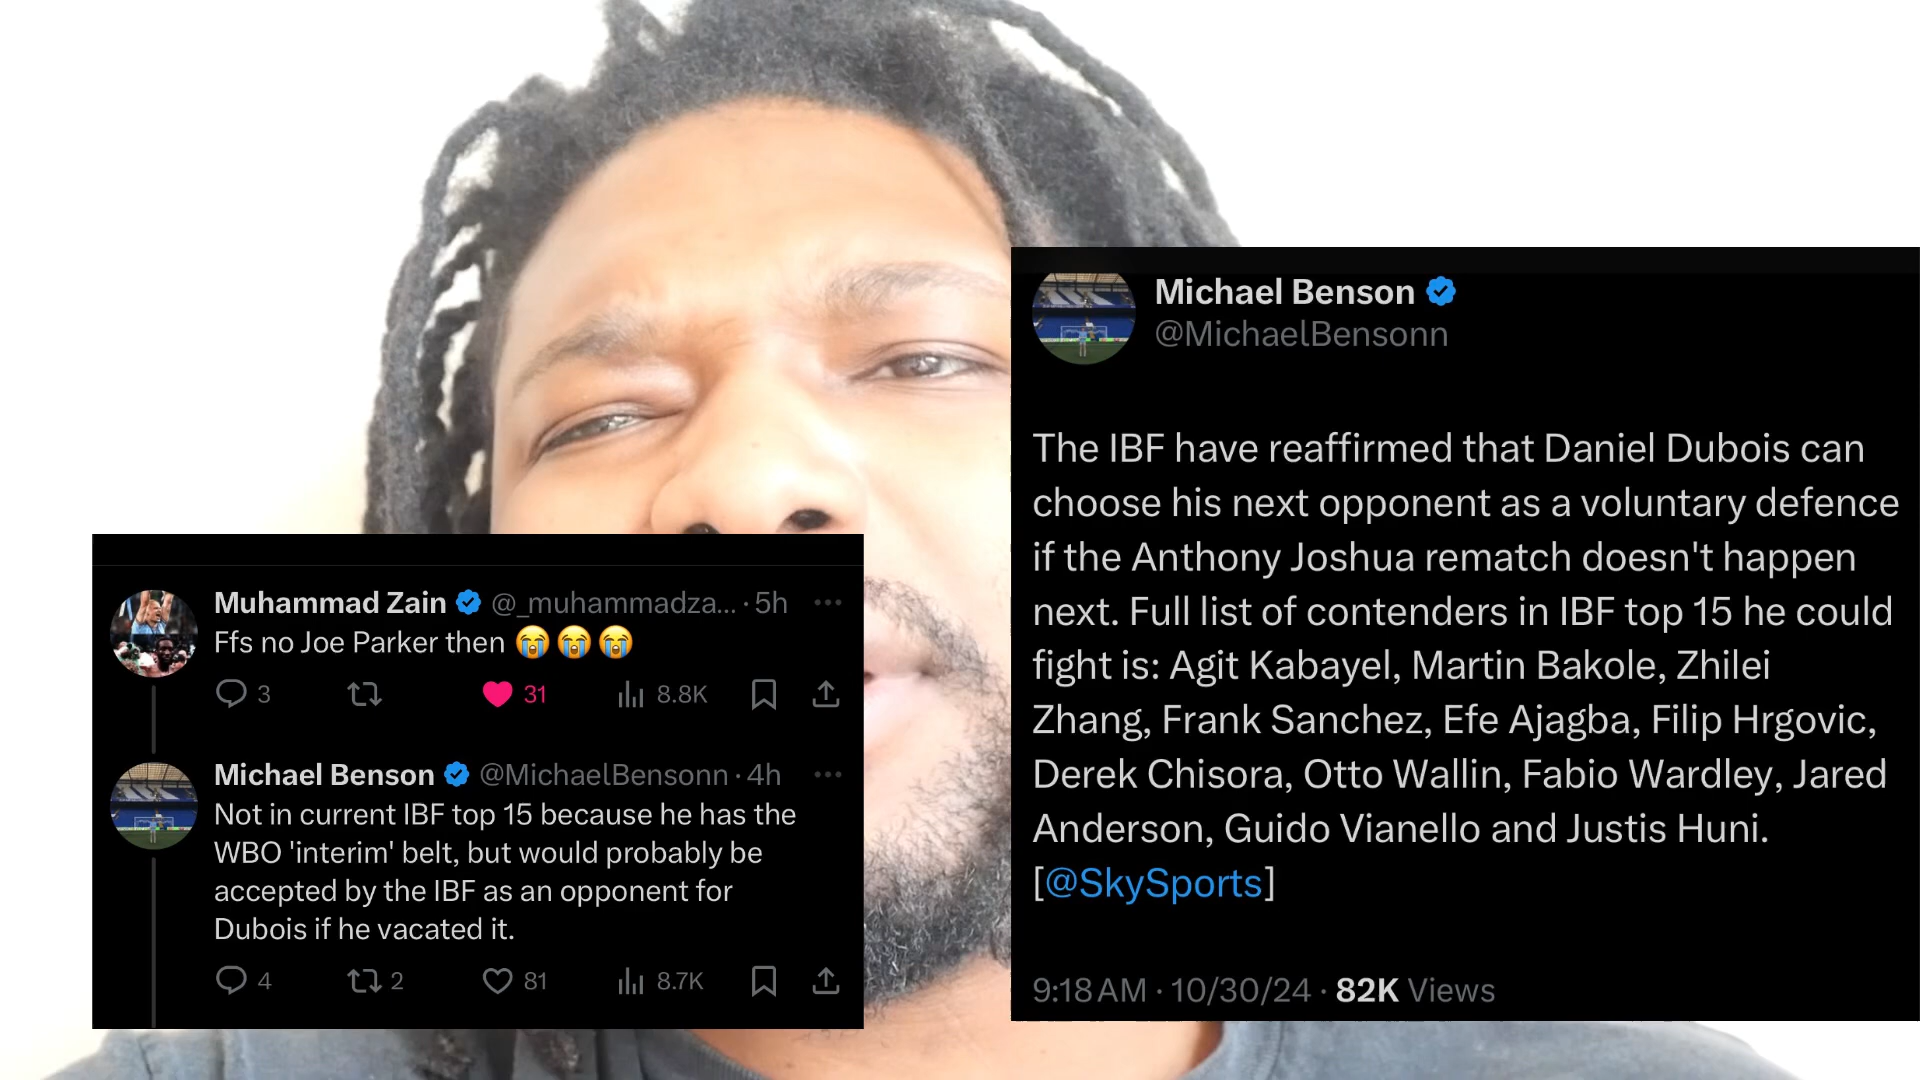 Michael Benson
@MichaelBensonn
The IBF have reaffirmed that Daniel Dubois can
choose his next opponent as a voluntary defence
if the Anthony Joshua rematch doesn't happen
next. Full list of contenders in IBF top 15 he could
fight is: Agit Kabayel, Martin Bakole, Zhilei
Zhang, Frank Sanchez, Efe Ajagba, Filip Hrgovic,
Derek Chisora, Otto Wallin, Fabio Wardley, Jared
Anderson, Guido Vianello and Justis Huni.
[@SkySports]
9:18 AM · 10/30/24 · 82K Views
Muhammad Zain @_muhammadza... · 5h ...
Ffs no Joe Parker then 😭😭😭
3 31 8.8K
Michael Benson @MichaelBensonn · 4h ...
Not in current IBF top 15 because he has the
WBO 'interim' belt, but would probably be
accepted by the IBF as an opponent for
Dubois if he vacated it.
4 2 81 8.7K